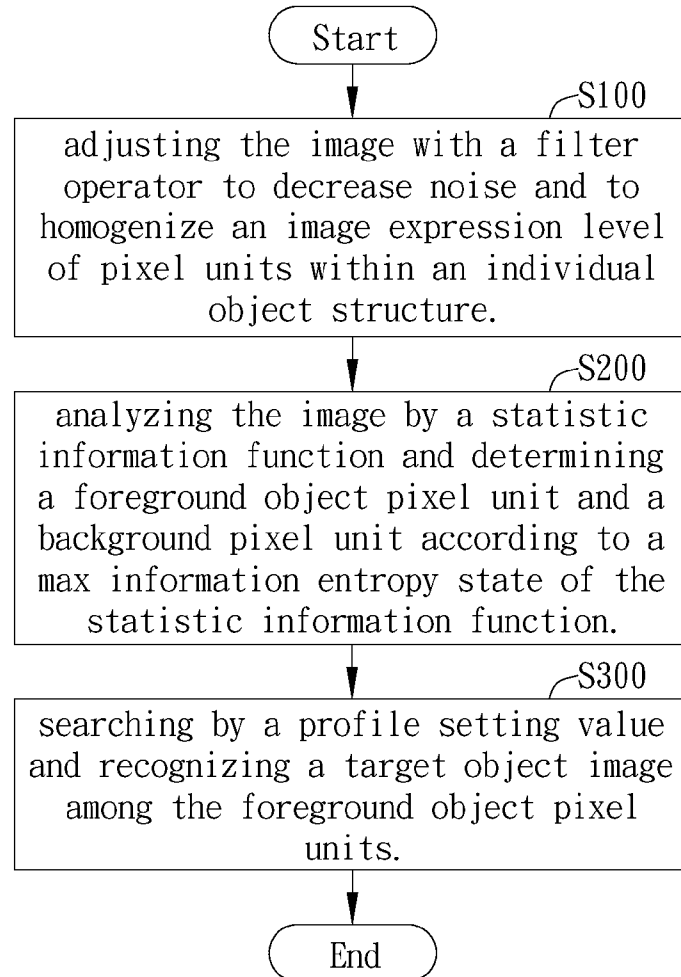 Start
S100
adjusting the image with a filter
operator to decrease noise and to
homogenize an image expression level
of pixel units within an individual
object structure.
S200
analyzing the image by a statistic
information function and determining
a foreground object pixel unit and a
background pixel unit according to a
max information entropy state of the
statistic information function.
S300
searching by a profile setting value
and recognizing a target object image
among the foreground object pixel
units.
End